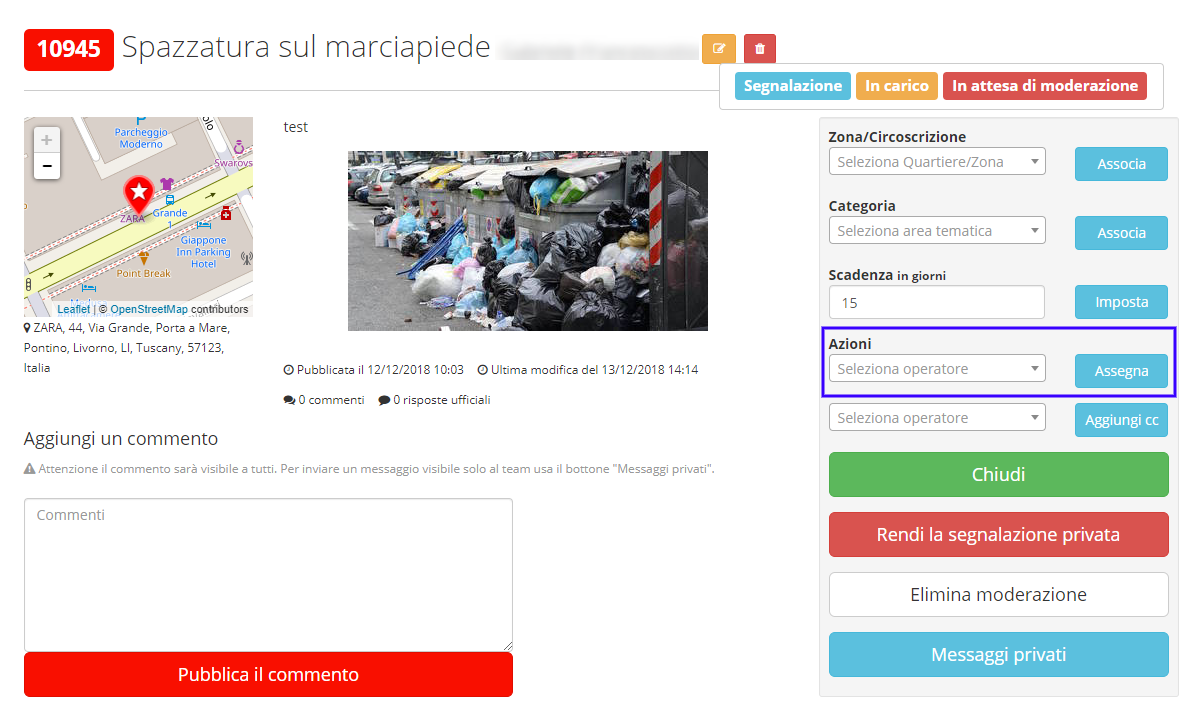 10945 Spazzatura sul marciapiede
Segnalazione In carico In attesa di moderazione
+
−
Parcheggio
Moderno
olo
Swarovs
ZARA
Grande
1
Giappone
Inn Parking
Hotel
Point Break
Leaflet | © OpenStreetMap contributors
ZARA, 44, Via Grande, Porta a Mare,
Pontino, Livorno, LI, Tuscany, 57123,
Italia
test
Pubblicata il 12/12/2018 10:03 Ultima modifica del 13/12/2018 14:14
0 commenti 0 risposte ufficiali
Aggiungi un commento
Attenzione il commento sarà visibile a tutti. Per inviare un messaggio visibile solo al team usa il bottone "Messaggi privati".
Commenti
Pubblica il commento
Zona/Circoscrizione
Seleziona Quartiere/Zona Associa
Categoria
Seleziona area tematica Associa
Scadenza in giorni
15 Imposta
Azioni
Seleziona operatore Assegna
Seleziona operatore Aggiungi cc
Chiudi
Rendi la segnalazione privata
Elimina moderazione
Messaggi privati